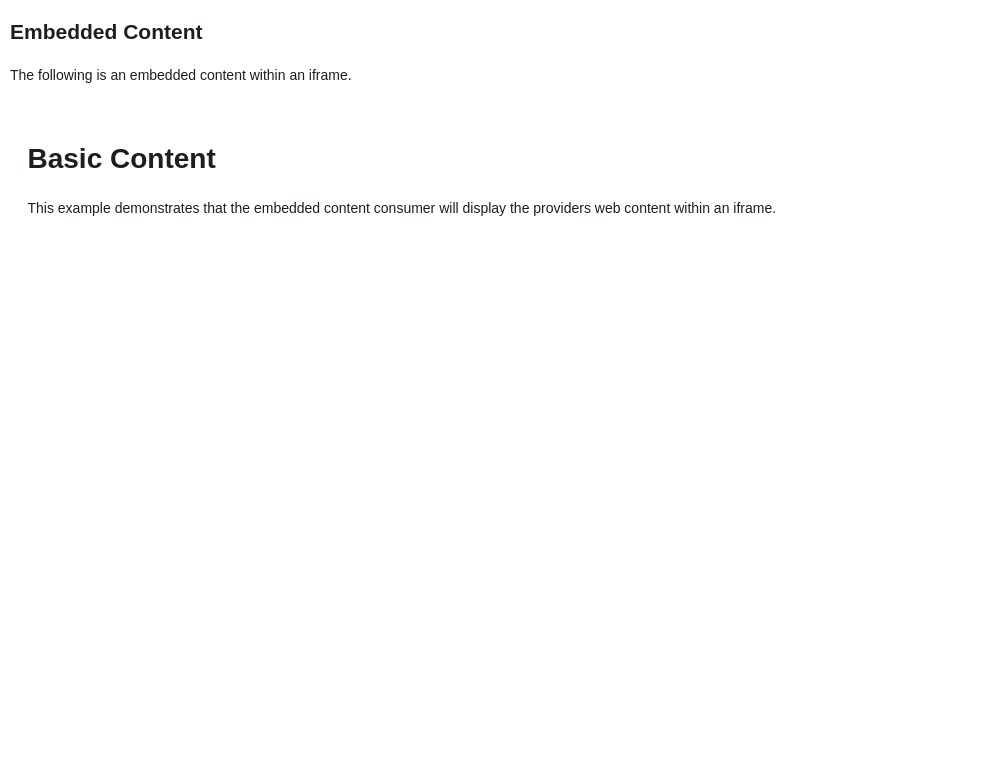 Embedded Content
The following is an embedded content within an iframe.
Basic Content
This example demonstrates that the embedded content consumer will display the providers web content within an iframe.